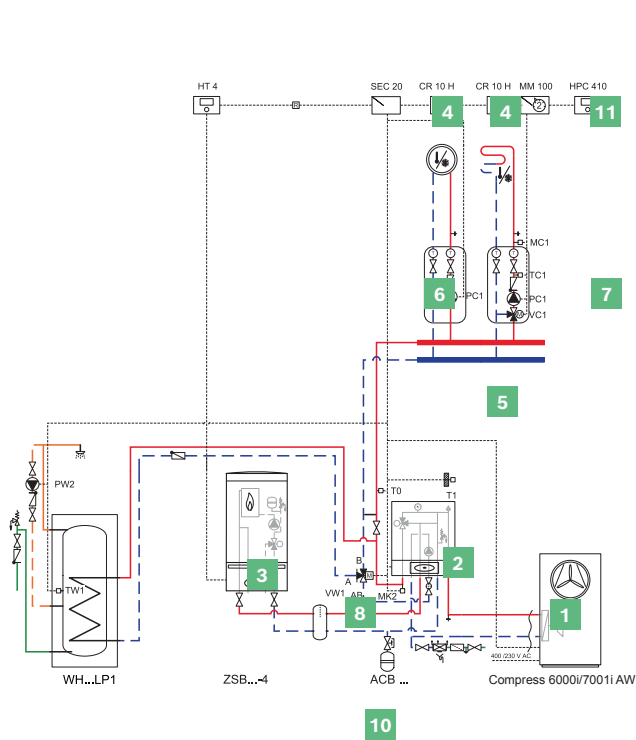 HT 4
SEC 20
CR 10 H
CR 10 H
MM 100
HPC 410
R
2
4
4
11
T
T
T
T
MC1
TC1
6
PC1
PC1
7
M
VC1
5
PW2
T0
T1
B
2
3
A
M
TW1
AB
MK2
VW1
8
1
400 /230 V AC
WH...LP1
ZSB...-4
ACB ...
Compress 6000i/7001i AW
10